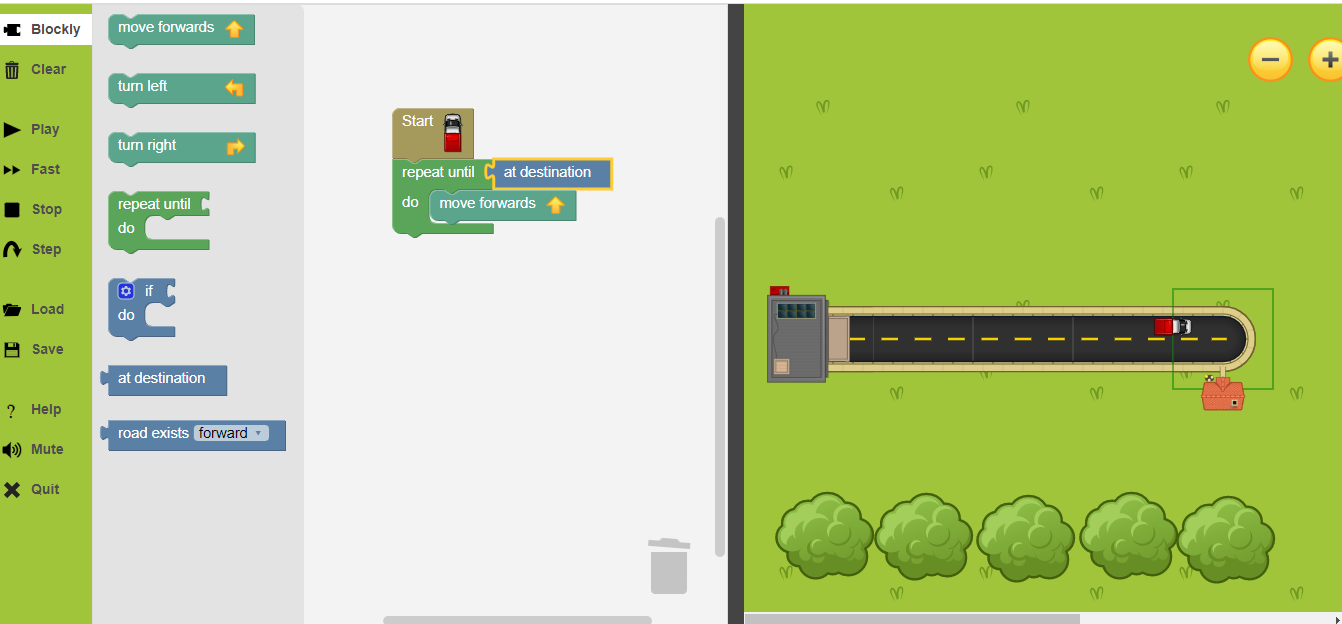 Blockly
Clear
Play
Fast
Stop
Step
Load
Save
? Help
Mute
Quit
move forwards
turn left
turn right
repeat until
do
if
do
at destination
road exists forward
Start
repeat until at destination
do move forwards